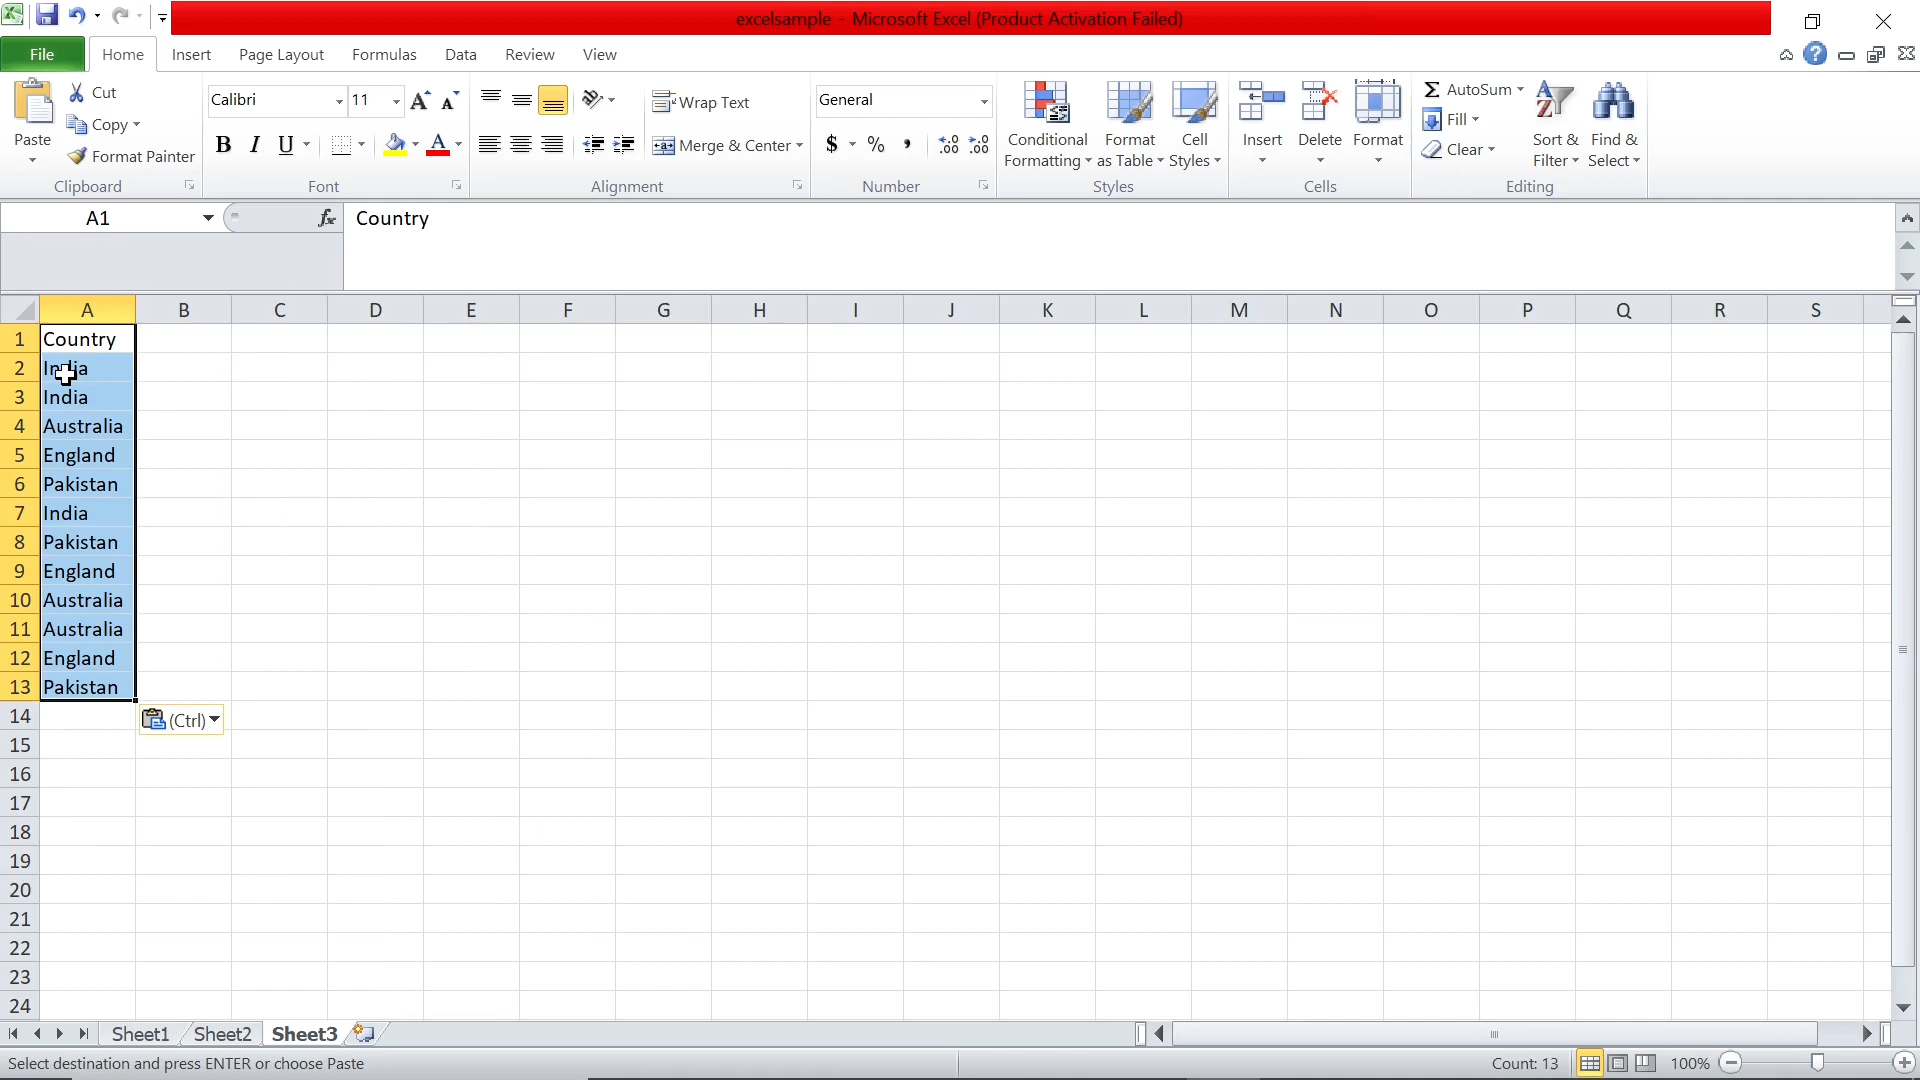 excelsample - Microsoft Excel (Product Activation Failed)
File Home Insert Page Layout Formulas Data Review View
Paste
Cut
Copy
Format Painter
Clipboard
Calibri 11
B I U A
Font
Wrap Text
Merge & Center
Alignment
General
$ % ,
Number
Conditional Formatting
Format as Table
Cell Styles
Styles
Insert Delete Format
Cells
Σ AutoSum
Fill
Clear
Sort & Filter
Find & Select
Editing
A1 fx Country
A B C D E F G H I J K L M N O P Q R S
1 Country
2 India
3 India
4 Australia
5 England
6 Pakistan
7 India
8 Pakistan
9 England
10 Australia
11 Australia
12 England
13 Pakistan
14 (Ctrl)
15
16
17
18
19
20
21
22
23
24
Sheet1 Sheet2 Sheet3
Select destination and press ENTER or choose Paste Count: 13 100%